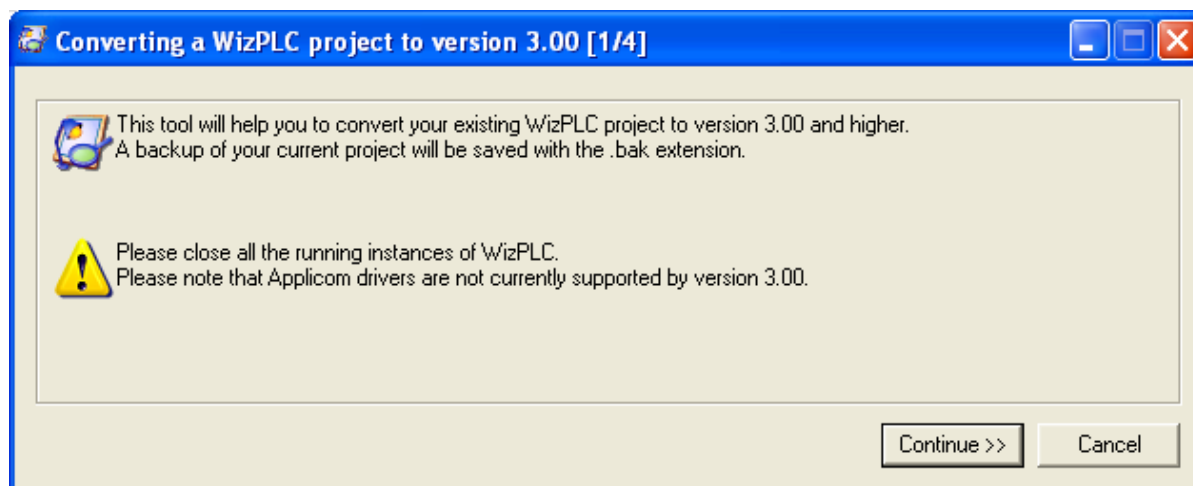 Converting a WizPLC project to version 3.00 [1/4]
This tool will help you to convert your existing WizPLC project to version 3.00 and higher.
A backup of your current project will be saved with the .bak extension.
Please close all the running instances of WizPLC.
Please note that Applicom drivers are not currently supported by version 3.00.
Continue >>
Cancel